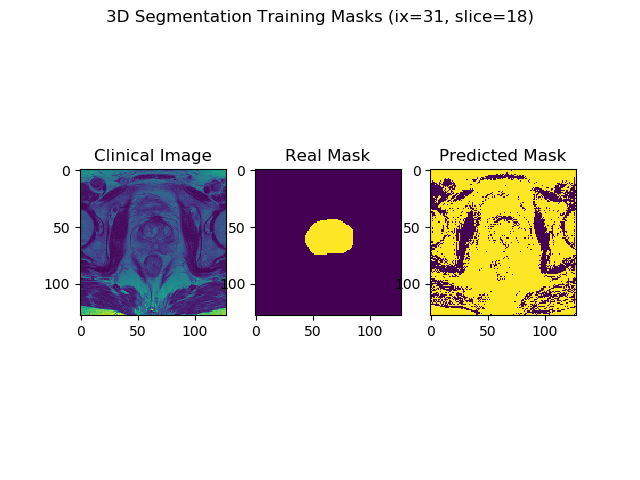 3D Segmentation Training Masks (ix=31, slice=18)
Clinical Image Real Mask Predicted Mask
0 0 0
50 50 50
100 100 100
0 50 100 0 50 100 0 50 100